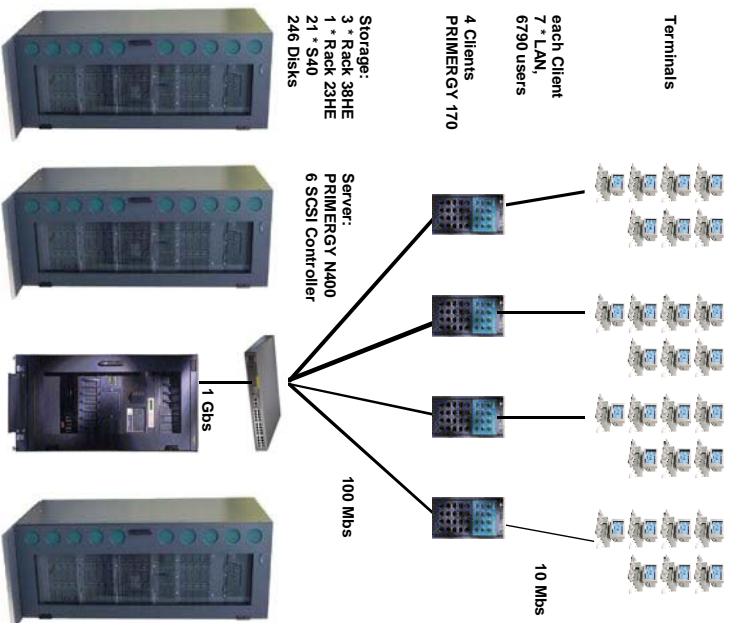 Terminals
each Client
7 * LAN,
6790 users
10 Mbs
4 Clients
PRIMERGY 170
100 Mbs
1 Gbs
Server:
PRIMERGY N400
6 SCSI Controller
Storage:
3 * Rack 38HE
1 * Rack 23HE
21 * S40
246 Disks